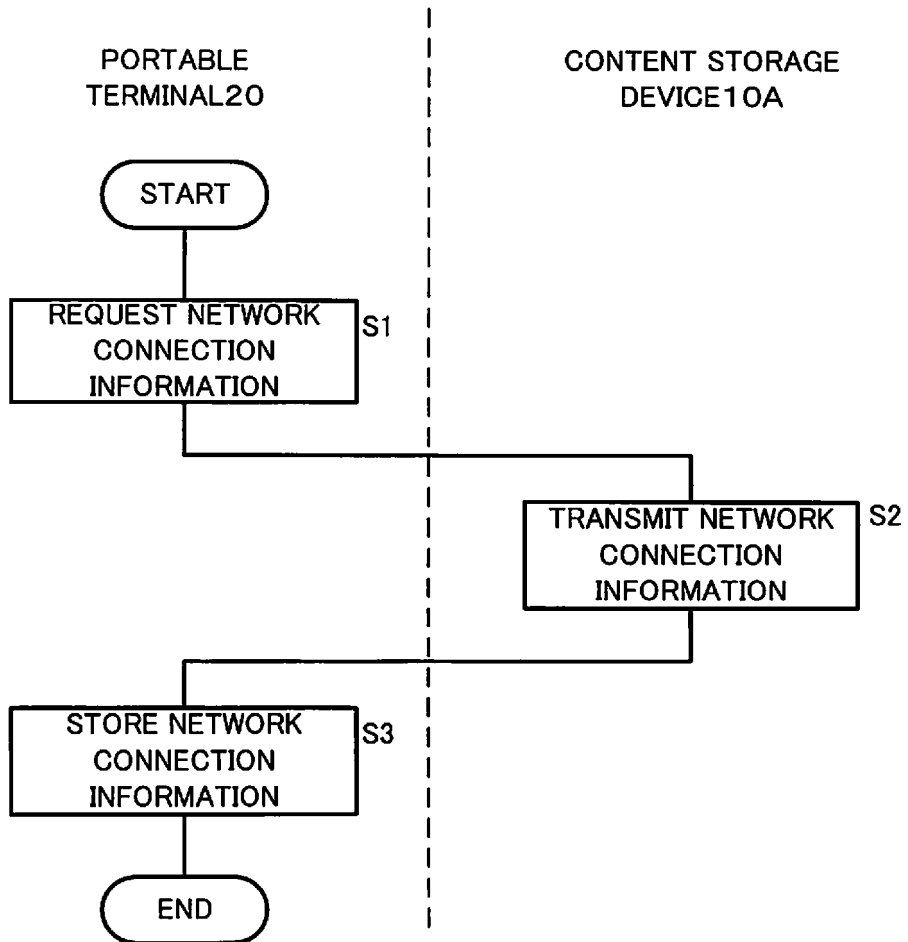 PORTABLE
TERMINAL20
CONTENT STORAGE
DEVICE10A
START
REQUEST NETWORK
CONNECTION
INFORMATION
S1
TRANSMIT NETWORK
CONNECTION
INFORMATION
S2
STORE NETWORK
CONNECTION
INFORMATION
S3
END